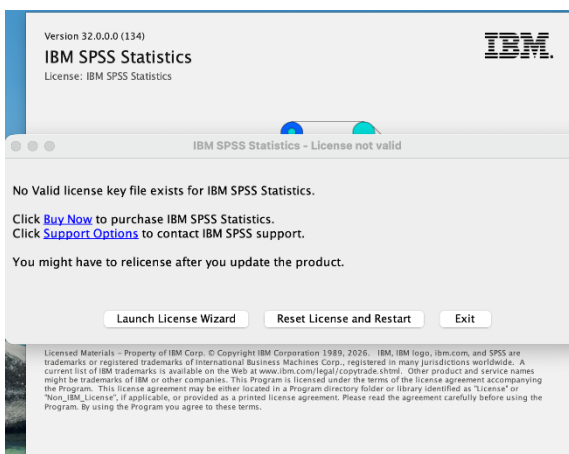 Version 32.0.0.0 (134)
IBM SPSS Statistics
License: IBM SPSS Statistics
IBM.
IBM SPSS Statistics - License not valid
No Valid license key file exists for IBM SPSS Statistics.
Click Buy Now to purchase IBM SPSS Statistics.
Click Support Options to contact IBM SPSS support.
You might have to relicense after you update the product.
Launch License Wizard
Reset License and Restart
Exit
Licensed Materials - Property of IBM Corp. © Copyright IBM Corporation 1989, 2026. IBM, IBM logo, ibm.com, and SPSS are
trademarks or registered trademarks of International Business Machines Corp., registered in many jurisdictions worldwide. A
current list of IBM trademarks is available on the Web at www.ibm.com/legal/copytrade.shtml. Other product and service names
might be trademarks of IBM or other companies. This Program is licensed under the terms of the license agreement accompanying
the Program. This license agreement may be either located in a Program directory folder or library identified as "License" or
"Non_IBM_License", if applicable, or provided as a printed license agreement. Please read the agreement carefully before using the
Program. By using the Program you agree to these terms.